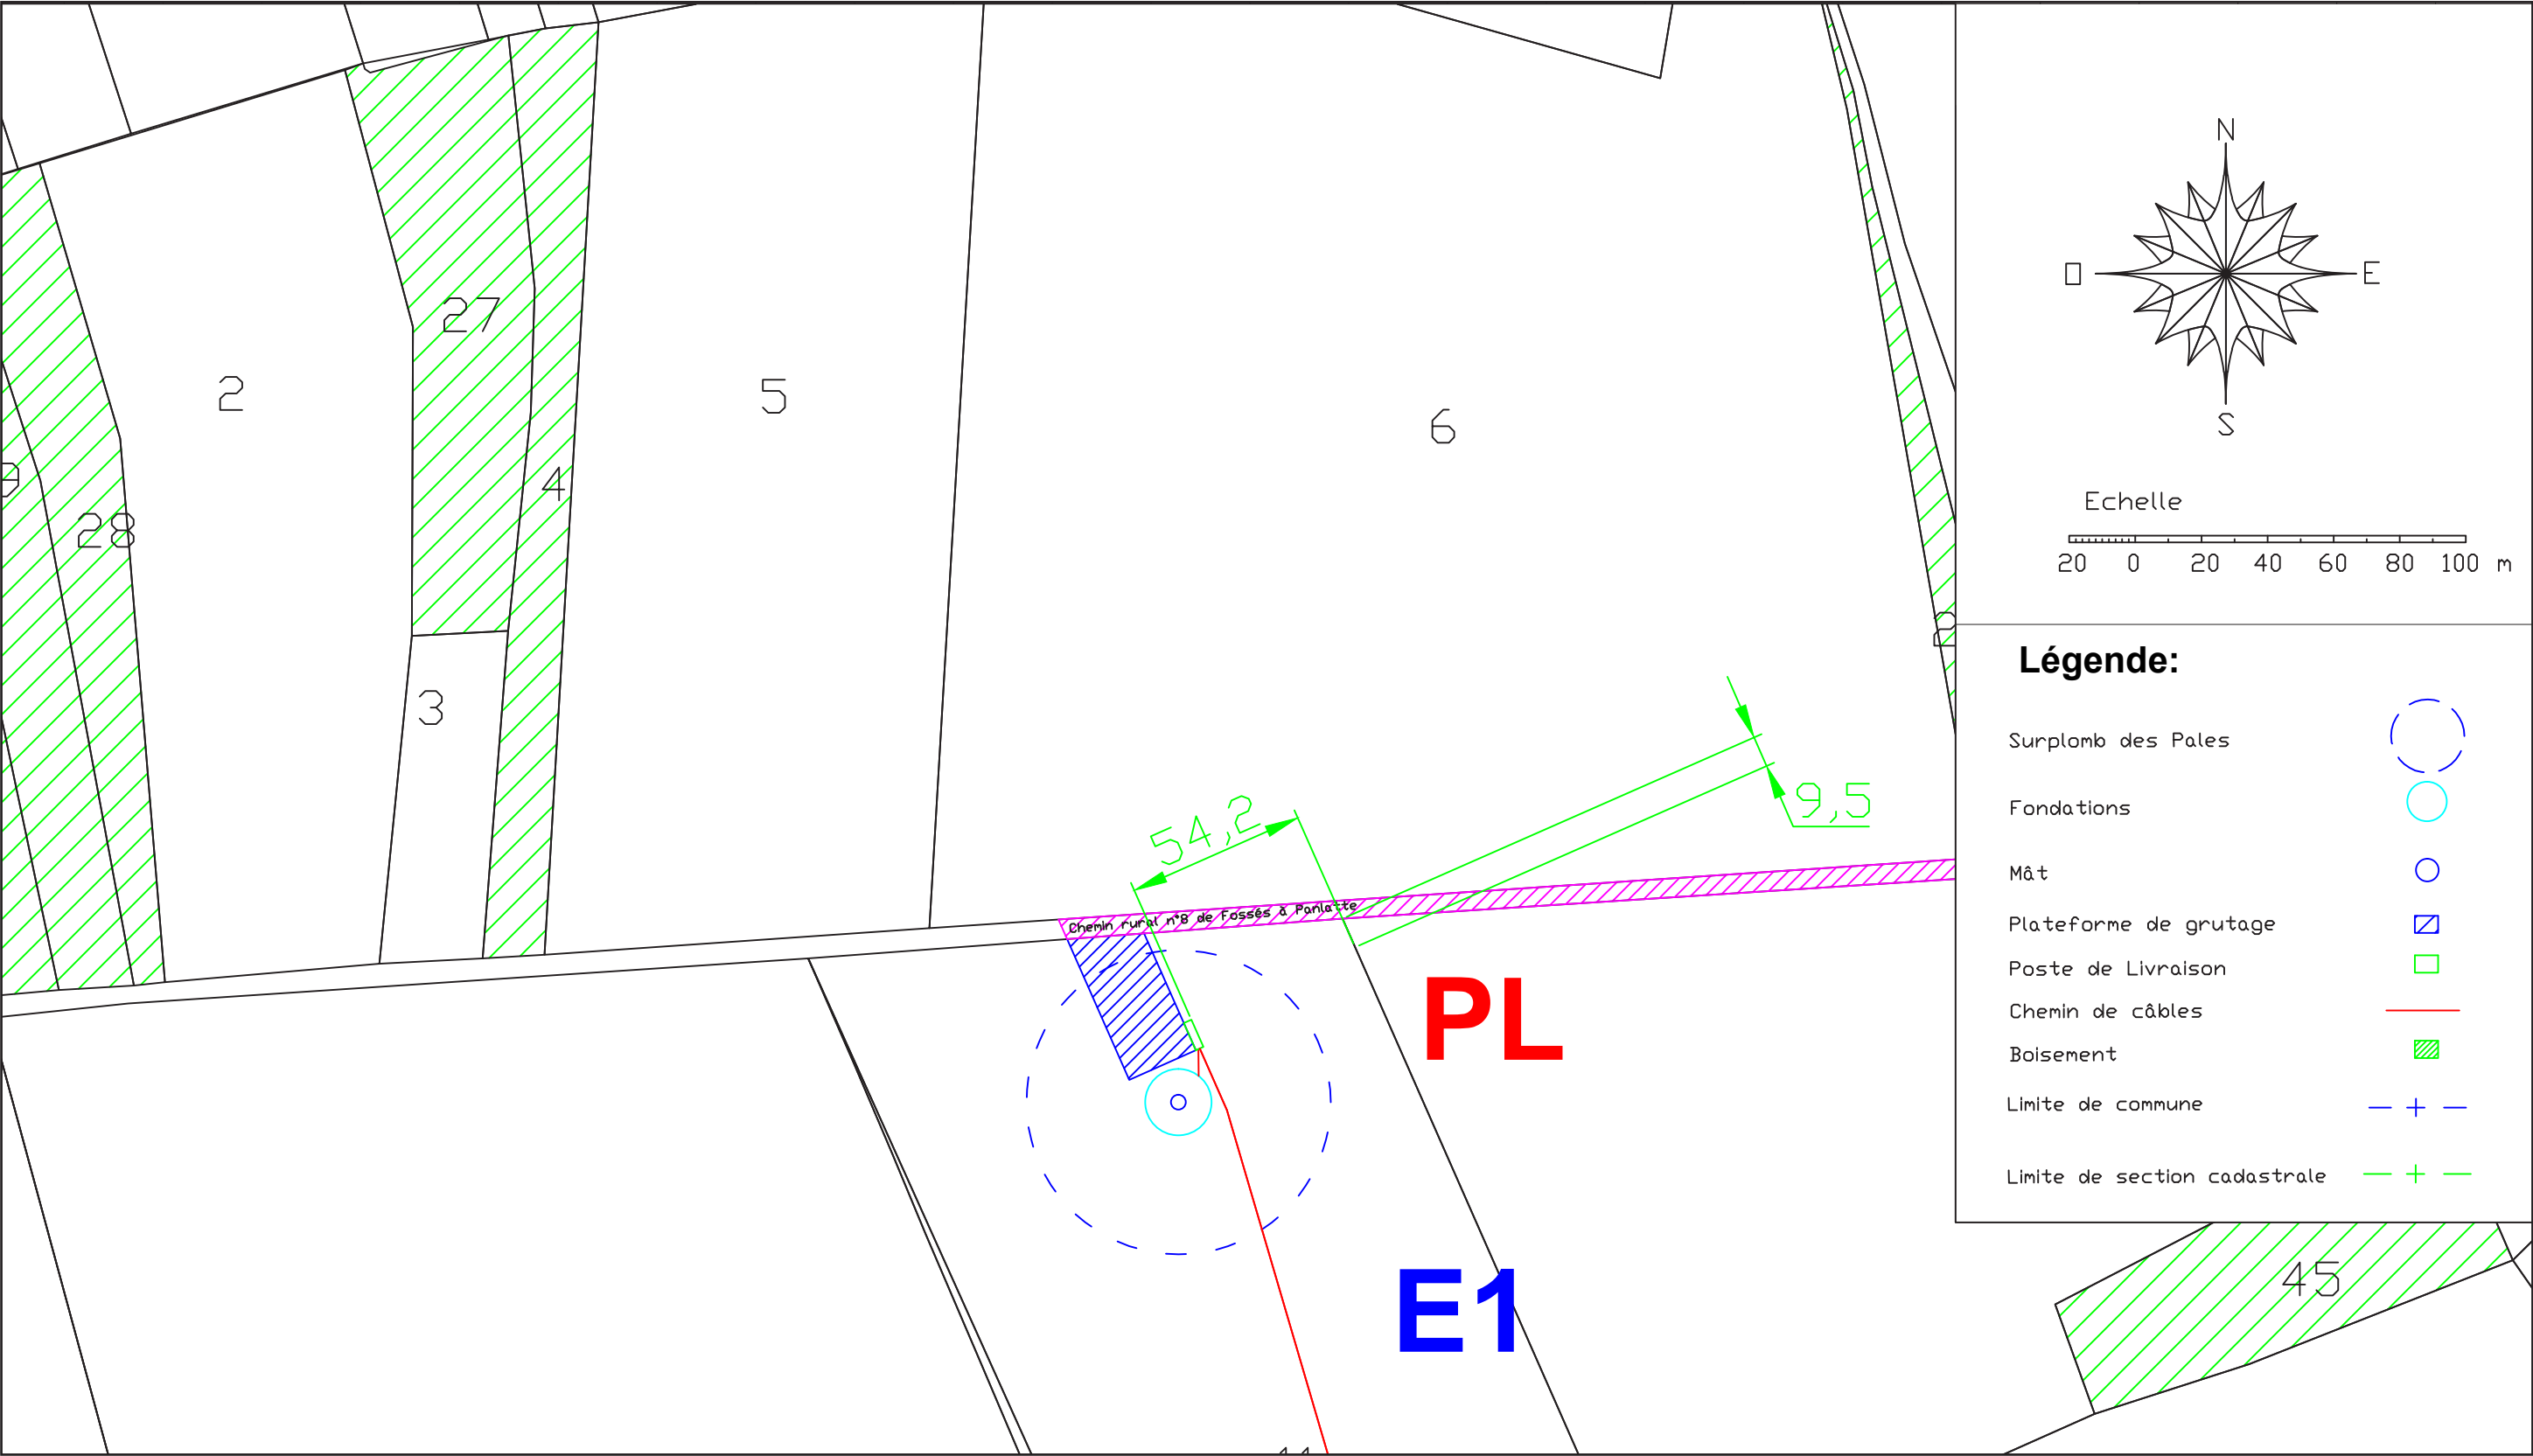 27
2
5
6
4
28
3
54,2
9,5
Chemin rural n°8 de Fossés à Panlatte
PL
E1
45
N
O
E
S
Echelle
20 0 20 40 60 80 100 m
Légende:
Surplomb des Pales
Fondations
Mât
Plateforme de grutage
Poste de Livraison
Chemin de câbles
Boisement
Limite de commune
Limite de section cadastrale